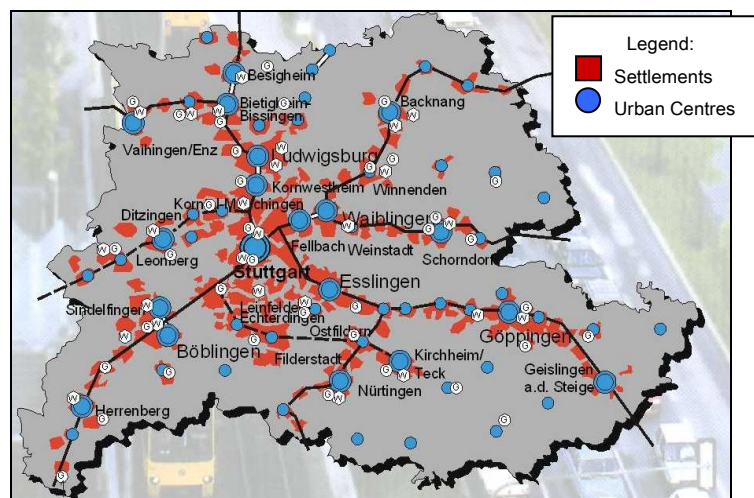 Legend:
Settlements
Urban Centres
Besigheim
Bietigheim-
Bissingen
Backnang
Vaihingen/Enz
Ludwigsburg
Winnenden
Kornwestheim
Ditzingen
Waiblingen
Fellbach
Weinstadt
Schorndorf
Leonberg
Stuttgart
Esslingen
Sindelfingen
Leinfelden
Echterdingen
Ostfildern
Göppingen
Böblingen
Filderstadt
Kirchheim/
Teck
Geislingen
a.d. Steige
Nürtingen
Herrenberg